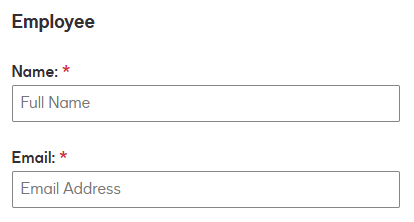 Employee
Name: *
Full Name
Email: *
Email Address